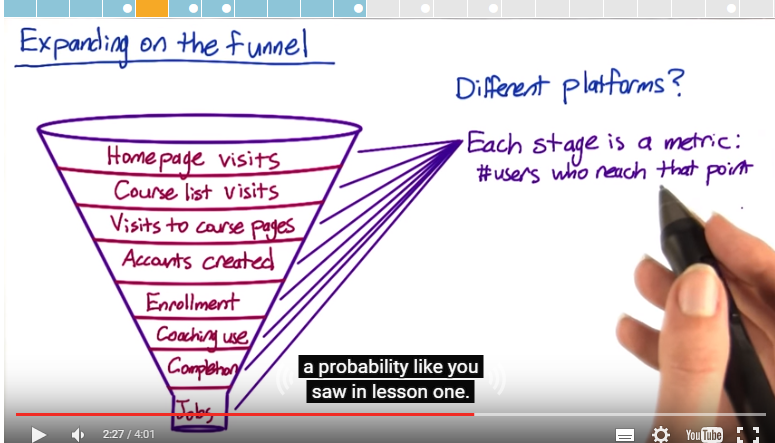 Expanding on the funnel
Different platforms?
Homepage visits
Course list visits
Visits to course pages
Accounts created
Enrollment
Coaching use
Completion
Jobs
Each stage is a metric:
#users who reach that point
a probability like you
saw in lesson one.
2:27 / 4:01
YouTube